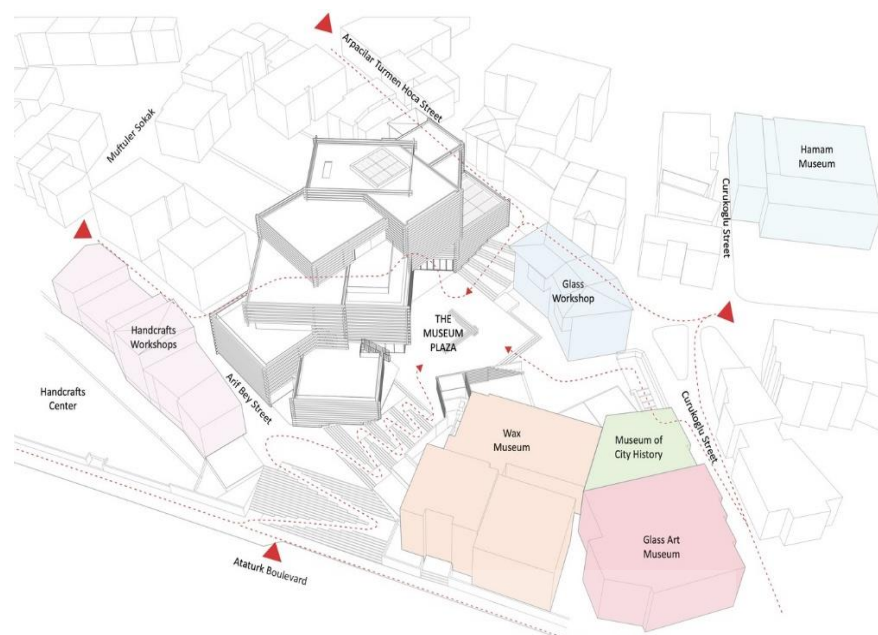 Arpacilar Turmen Hoca Street
Muftuler Sokak
Hamam
Museum
Curukoglu Street
Glass
Workshop
THE
MUSEUM
PLAZA
Handcrafts
Workshops
Handcrafts
Center
Arif Bey Street
Curukoglu Street
Wax
Museum
Museum of
City History
Glass Art
Museum
Ataturk Boulevard